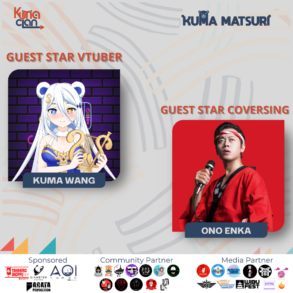 Kuma
clan
KUMA MATSURI
GUEST STAR VTUBER
KUMA WANG
GUEST STAR COVERSING
ONO ENKA
Sponsored
Community Partner
Media Partner
AQI